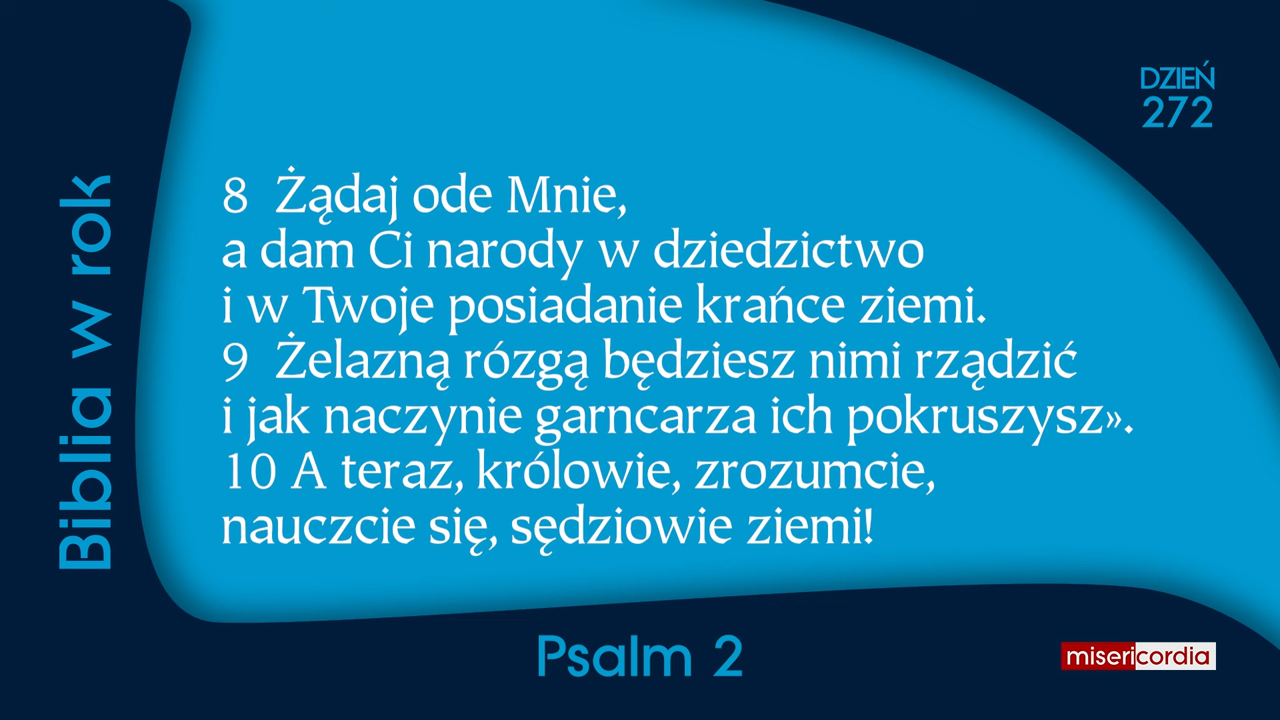 DZIEŃ
272
Biblia w rok
8 Żądaj ode Mnie,
a dam Ci narody w dziedzictwo
i w Twoje posiadanie krańce ziemi.
9 Żelazną rózgą będziesz nimi rządzić
i jak naczynie garncarza ich pokruszysz».
10 A teraz, królowie, zrozumcie,
nauczcie się, sędziowie ziemi!
Psalm 2
misericordia